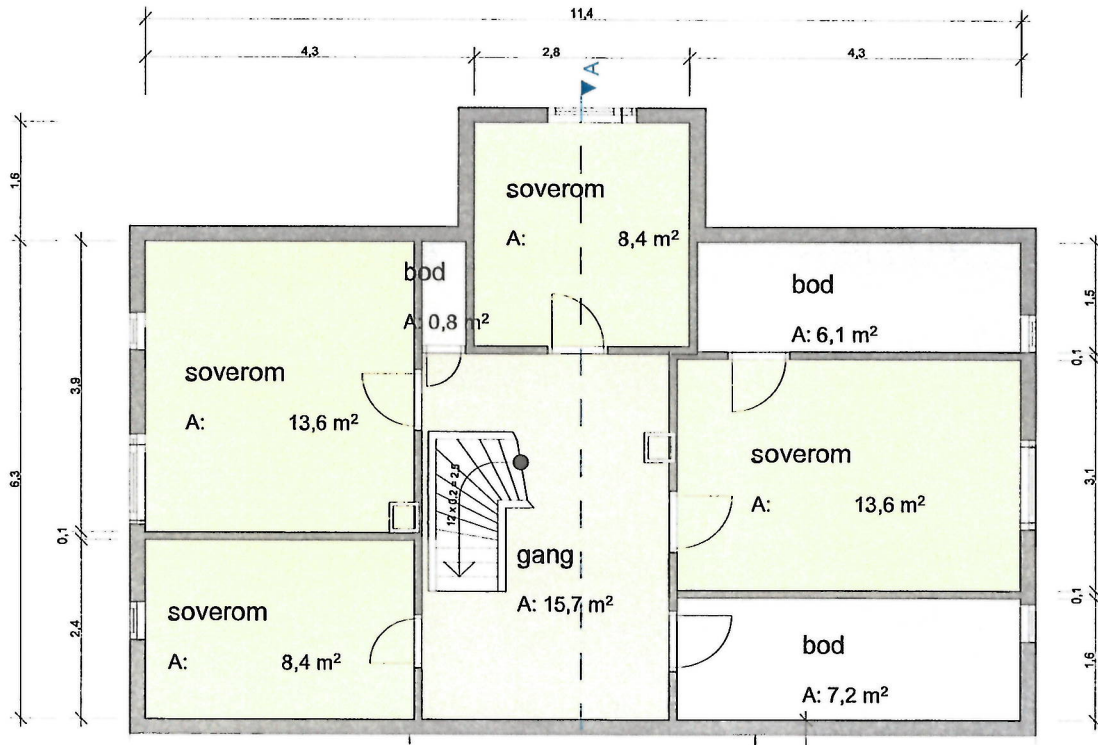 11,4
4,3
2,8
4,3
A
1,6
soverom
A: 8,4 m²
bod
A: 0,8 m²
bod
A: 6,1 m²
1,5
0,1
soverom
A: 13,6 m²
3,9
6,3
soverom
A: 13,6 m²
3,1
12 x 0,2 = 2,5
0,1
gang
A: 15,7 m²
0,1
soverom
A: 8,4 m²
2,4
bod
A: 7,2 m²
1,6